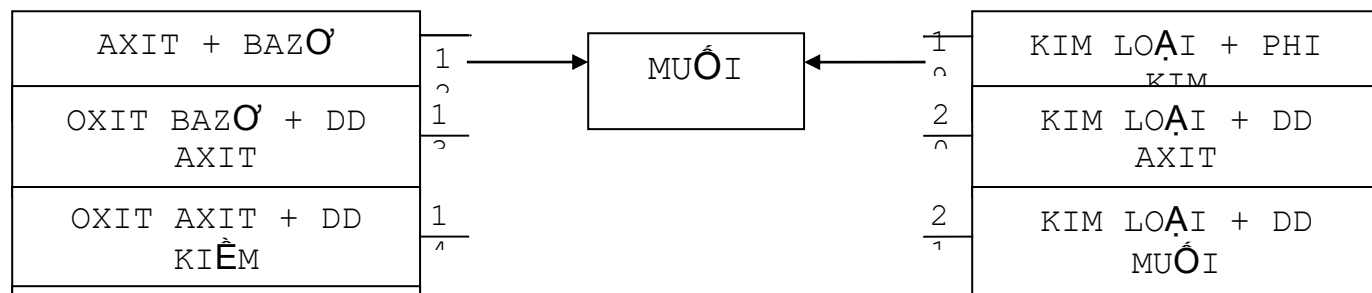 AXIT + BAZƠ
1
MUỐI
1
KIM LOẠI + PHI
KIM
OXIT BAZƠ + DD
AXIT
1
2
KIM LOẠI + DD
AXIT
OXIT AXIT + DD
KIỀM
1
2
KIM LOẠI + DD
MUỐI